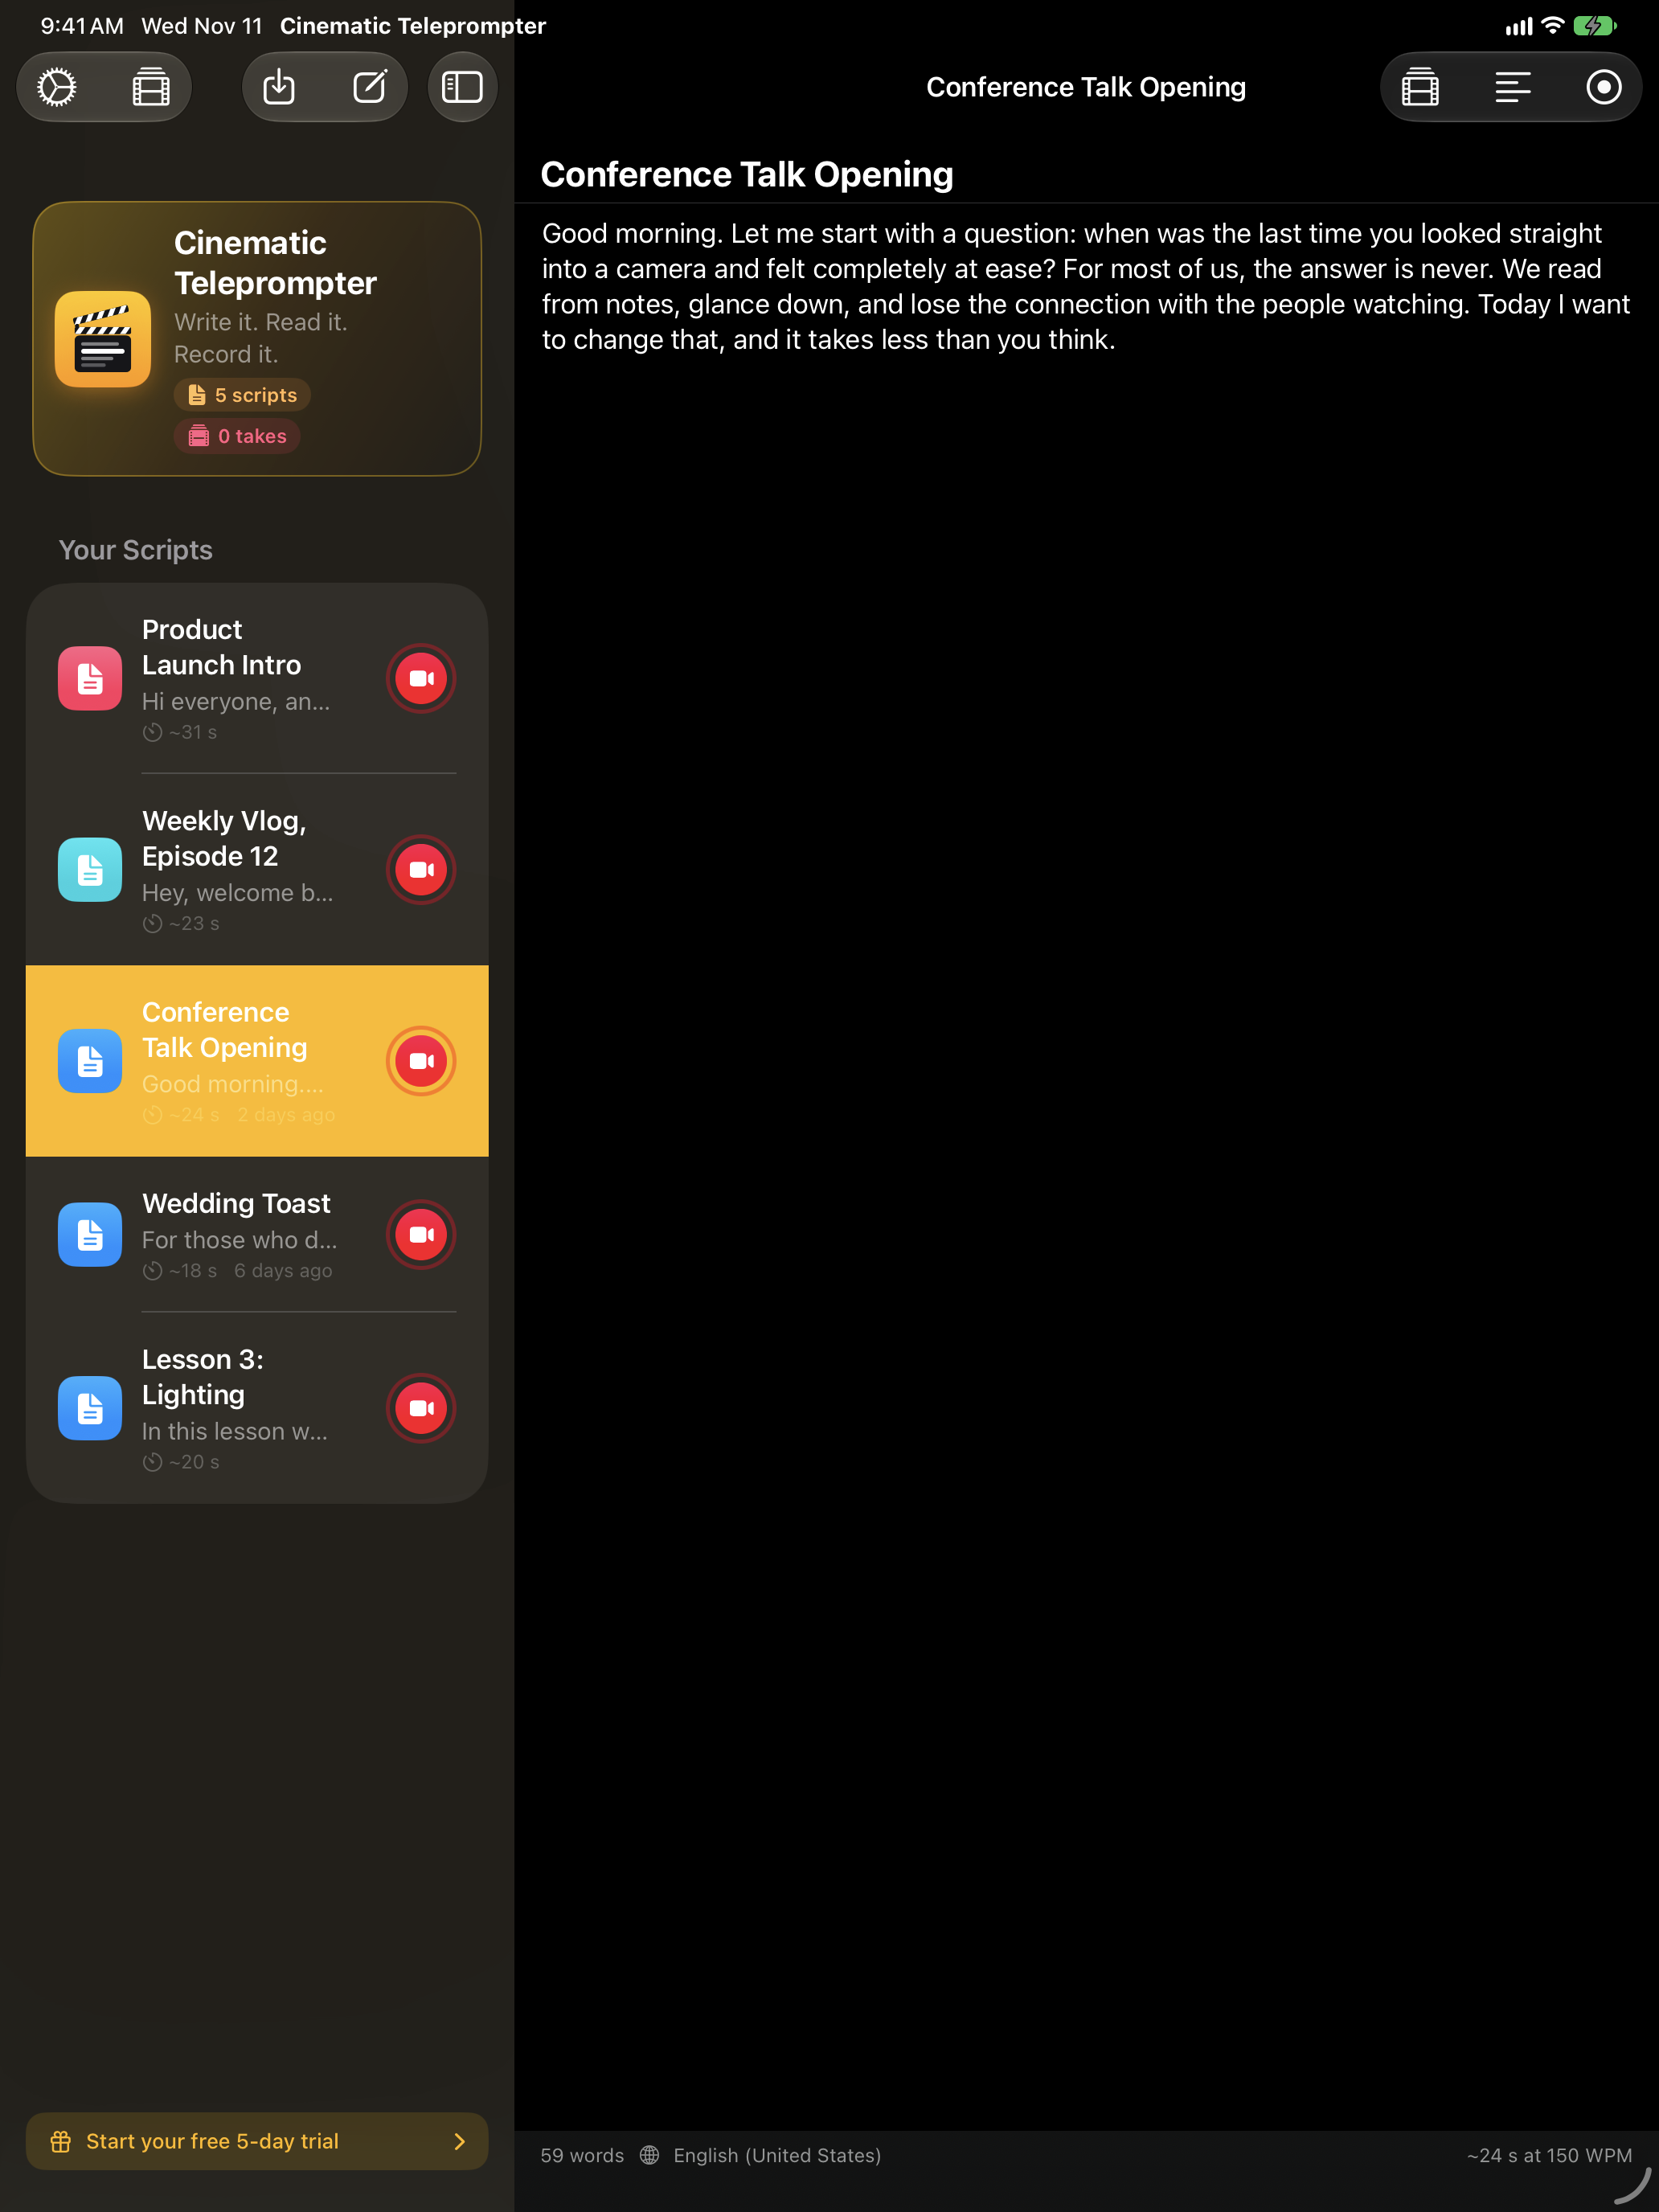 9:41 AM Wed Nov 11 Cinematic Teleprompter
Conference Talk Opening
Cinematic
Teleprompter
Write it. Read it.
Record it.
5 scripts
0 takes
Your Scripts
Product
Launch Intro
Hi everyone, an...
~31 s
Weekly Vlog,
Episode 12
Hey, welcome b...
~23 s
Conference
Talk Opening
Good morning....
~24 s 2 days ago
Wedding Toast
For those who d...
~18 s 6 days ago
Lesson 3:
Lighting
In this lesson w...
~20 s
Start your free 5-day trial
Conference Talk Opening
Good morning. Let me start with a question: when was the last time you looked straight
into a camera and felt completely at ease? For most of us, the answer is never. We read
from notes, glance down, and lose the connection with the people watching. Today I want
to change that, and it takes less than you think.
59 words English (United States) ~24 s at 150 WPM